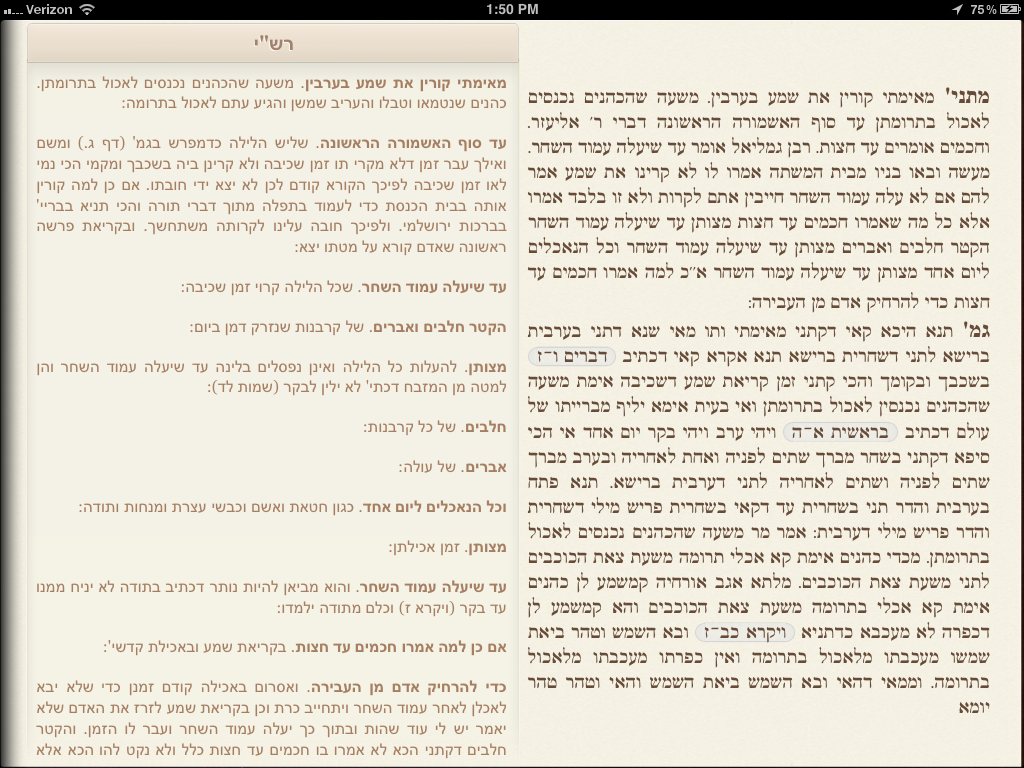 Verizon
1:50 PM
75%
רש"י
מתני' מאימתי קורין את שמע בערבין. משעה שהכהנים נכנסים
לאכול בתרומתן עד סוף האשמורה הראשונה דברי ר׳ אליעזר.
וחכמים אומרים עד חצות. רבן גמליאל אומר עד שיעלה עמוד השחר.
מעשה ובאו בניו מבית המשתה אמרו לו לא קרינו את שמע אמר
להם אם לא עלה עמוד השחר חייבין אתם לקרות ולא זו בלבד אמרו
אלא כל מה שאמרו חכמים עד חצות מצותן עד שיעלה עמוד השחר
הקטר חלבים ואברים מצותן עד שיעלה עמוד השחר וכל הנאכלים
ליום אחד מצותן עד שיעלה עמוד השחר א״כ למה אמרו חכמים עד
חצות כדי להרחיק אדם מן העבירה:
גמ' תנא היכא קאי דקתני מאימתי ותו מאי שנא דתני בערבית
ברישא לתני דשחרית ברישא תנא אקרא קאי דכתיב דברים ו־ז
בשכבך ובקומך והכי קתני זמן קריאת שמע דשכיבה אימת משעה
שהכהנים נכנסין לאכול בתרומתן ואי בעית אימא יליף מברייתו של
עולם דכתיב בראשית א־ה ויהי ערב ויהי בקר יום אחד אי הכי
סיפא דקתני בשחר מברך שתים לפניה ואחת לאחריה ובערב מברך
שתים לפניה ושתים לאחריה לתני דערבית ברישא. תנא פתח
בערבית והדר תני בשחרית עד דקאי בשחרית פריש מילי דשחרית
והדר פריש מילי דערבית: אמר מר משעה שהכהנים נכנסים לאכול
בתרומתן. מכדי כהנים אימת קא אכלי תרומה משעת צאת הכוכבים
לתני משעת צאת הכוכבים. מלתא אגב אורחיה קמשמע לן כהנים
אימת קא אכלי בתרומה משעת צאת הכוכבים והא קמשמע לן
דכפרה לא מעכבא כדתניא ויקרא כב־ז ובא השמש וטהר ביאת
שמשו מעכבתו מלאכול בתרומה ואין כפרתו מעכבתו מלאכול
בתרומה. וממאי דהאי ובא השמש ביאת השמש והאי וטהר טהר
יומא
מאימתי קורין את שמע בערבין. משעה שהכהנים נכנסים לאכול בתרומתן.
כהנים שנטמאו וטבלו והעריב שמשן והגיע עתם לאכול בתרומה:
עד סוף האשמורה הראשונה. שליש הלילה כדמפרש בגמ' (דף ג.) ומשם
ואילך עבר זמן דלא מקרי תו זמן שכיבה ולא קרינן ביה בשכבך ומקמי הכי נמי
לאו זמן שכיבה לפיכך הקורא קודם לכן לא יצא ידי חובתו. אם כן למה קורין
אותה בבית הכנסת כדי לעמוד בתפלה מתוך דברי תורה והכי תניא בבריי'
בברכות ירושלמי. ולפיכך חובה עלינו לקרותה משתחשך. ובקריאת פרשה
ראשונה שאדם קורא על מטתו יצא:
עד שיעלה עמוד השחר. שכל הלילה קרוי זמן שכיבה:
הקטר חלבים ואברים. של קרבנות שנזרק דמן ביום:
מצותן. להעלות כל הלילה ואינן נפסלים בלינה עד שיעלה עמוד השחר והן
למטה מן המזבח דכתי' לא ילין לבקר (שמות לד):
חלבים. של כל קרבנות:
אברים. של עולה:
וכל הנאכלים ליום אחד. כגון חטאת ואשם וכבשי עצרת ומנחות ותודה:
מצותן. זמן אכילתן:
עד שיעלה עמוד השחר. והוא מביאן להיות נותר דכתיב בתודה לא יניח ממנו
עד בקר (ויקרא ז) וכלם מתודה ילמדו:
אם כן למה אמרו חכמים עד חצות. בקריאת שמע ובאכילת קדשי':
כדי להרחיק אדם מן העבירה. ואסרום באכילה קודם זמנן כדי שלא יבא
לאכלן לאחר עמוד השחר ויתחייב כרת וכן בקריאת שמע לזרז את האדם שלא
יאמר יש לי עוד שהות ובתוך כך יעלה עמוד השחר ועבר לו הזמן. והקטר
חלבים דקתני הכא לא אמרו בו חכמים עד חצות כלל ולא נקט להו הכא אלא